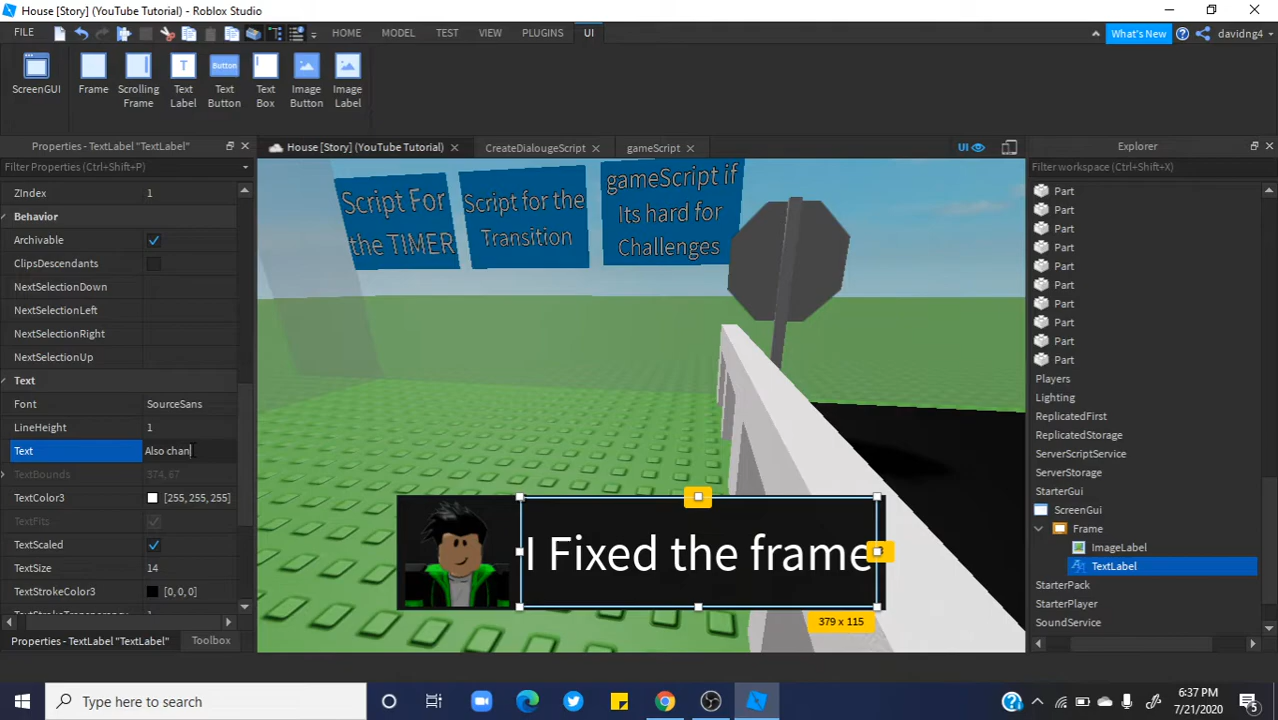 House [Story] (YouTube Tutorial) - Roblox Studio
FILE HOME MODEL TEST VIEW PLUGINS UI What's New davidng4
ScreenGUI
Frame
Scrolling Frame
Text Label
Text Button
Button
Text Box
Image Button
Image Label
Properties - TextLabel "TextLabel"
Filter Properties (Ctrl+Shift+P)
ZIndex 1
Behavior
Archivable
ClipsDescendants
NextSelectionDown
NextSelectionLeft
NextSelectionRight
NextSelectionUp
Text
Font SourceSans
LineHeight 1
Text Also chan
TextBounds 374, 67
TextColor3 [255, 255, 255]
TextFits
TextScaled
TextSize 14
TextStrokeColor3 [0, 0, 0]
TextStrokeTransparency 1
Properties - TextLabel "TextLabel" Toolbox
House [Story] (YouTube Tutorial) CreateDialougeScript gameScript UI
Script For
the TIMER
Script for the
Transition
gameScript if
Its hard for
Challenges
I Fixed the frame
379 x 115
Explorer
Filter workspace (Ctrl+Shift+X)
Part
Part
Part
Part
Part
Part
Part
Part
Part
Part
Players
Lighting
ReplicatedFirst
ReplicatedStorage
ServerScriptService
ServerStorage
StarterGui
ScreenGui
Frame
ImageLabel
TextLabel
StarterPack
StarterPlayer
SoundService
Type here to search
6:37 PM
7/21/2020
5